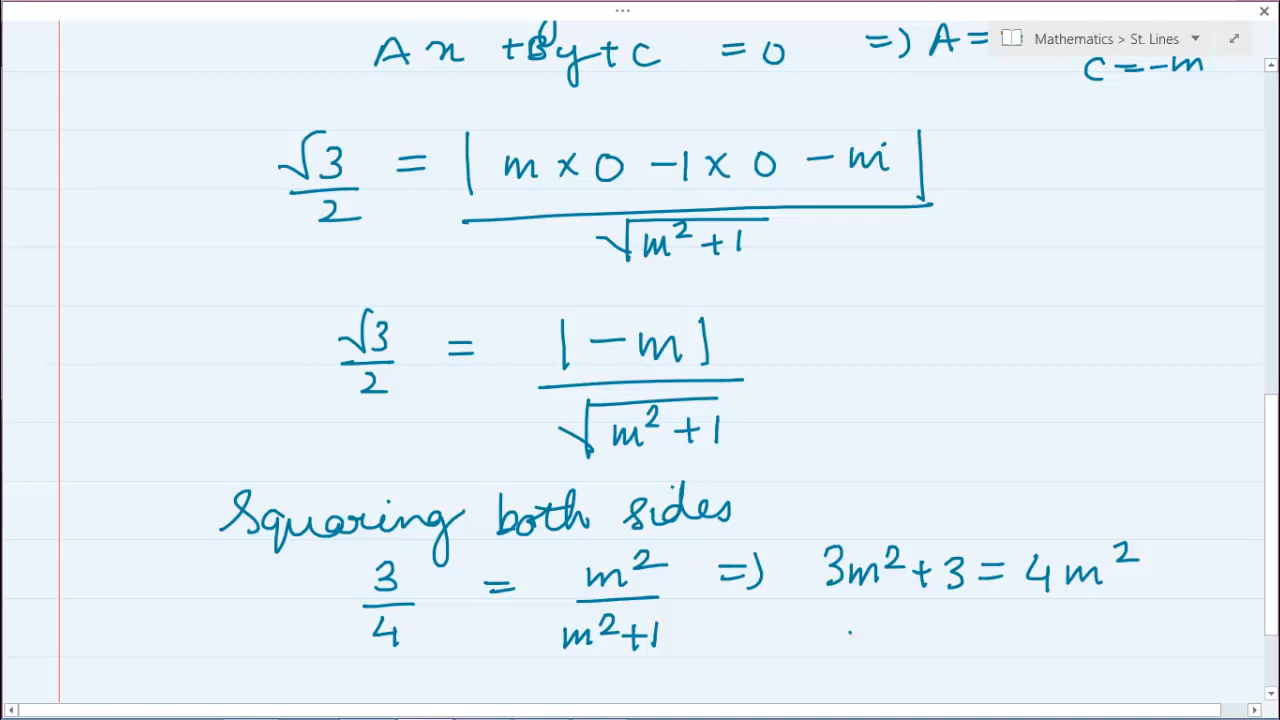 Ax + By + C = 0 => A =
Mathematics > St. Lines
C = -m
√3/2 = |m × 0 - 1 × 0 - m| / √(m² + 1)
√3/2 = |-m| / √(m² + 1)
Squaring both sides
3/4 = m²/(m²+1) => 3m² + 3 = 4m²